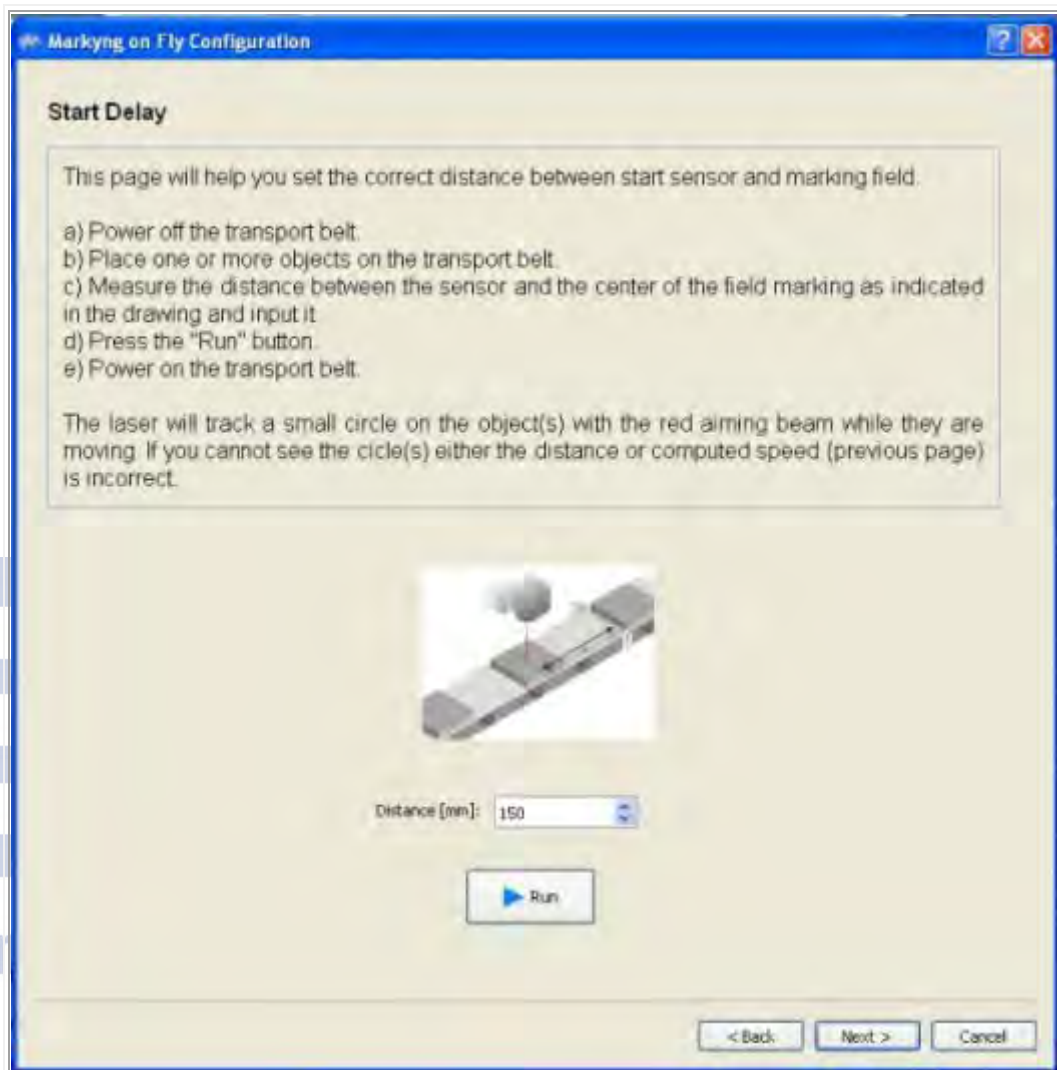 Markyng on Fly Configuration
Start Delay
This page will help you set the correct distance between start sensor and marking field.
a) Power off the transport belt.
b) Place one or more objects on the transport belt.
c) Measure the distance between the sensor and the center of the field marking as indicated
in the drawing and input it
d) Press the "Run" button.
e) Power on the transport belt.
The laser will track a small circle on the object(s) with the red aiming beam while they are
moving. If you cannot see the cicle(s) either the distance or computed speed (previous page)
is incorrect.
Distance [mm]: 150
Run
< Back Next > Cancel